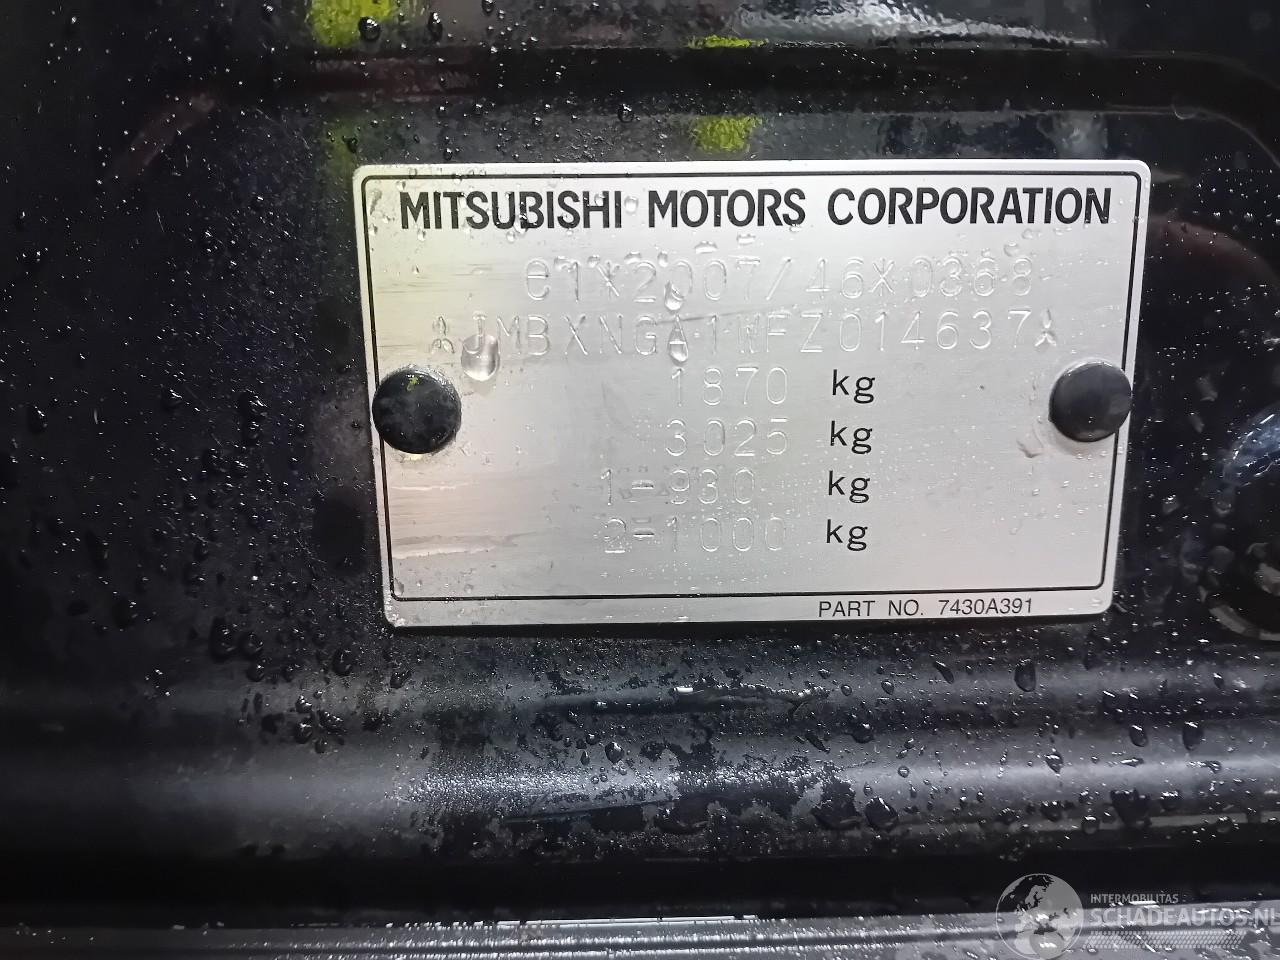 MITSUBISHI MOTORS CORPORATION
e1*2007/46*0368
*JMBXNGA1WFZ014637*
1870 kg
3025 kg
1-930 kg
2-1000 kg
PART NO. 7430A391
INTERMOBILITAS
SCHADEAUTOS.NL